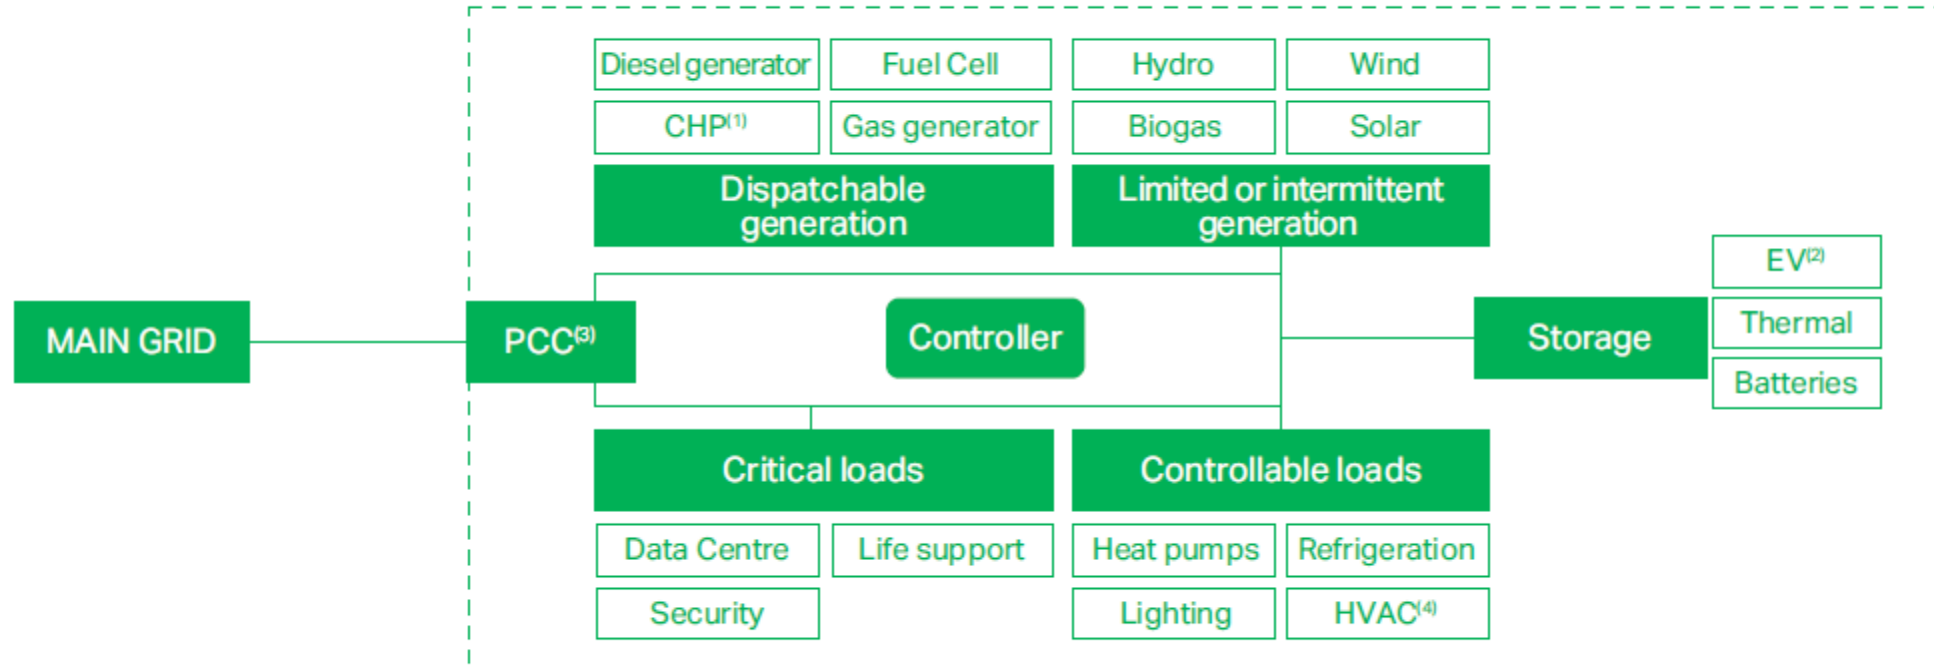 Diesel generator
Fuel Cell
Hydro
Wind
CHP(1)
Gas generator
Biogas
Solar
Dispatchable
generation
Limited or intermittent
generation
EV(2)
MAIN GRID
PCC(3)
Controller
Storage
Thermal
Batteries
Critical loads
Controllable loads
Data Centre
Life support
Heat pumps
Refrigeration
Security
Lighting
HVAC(4)